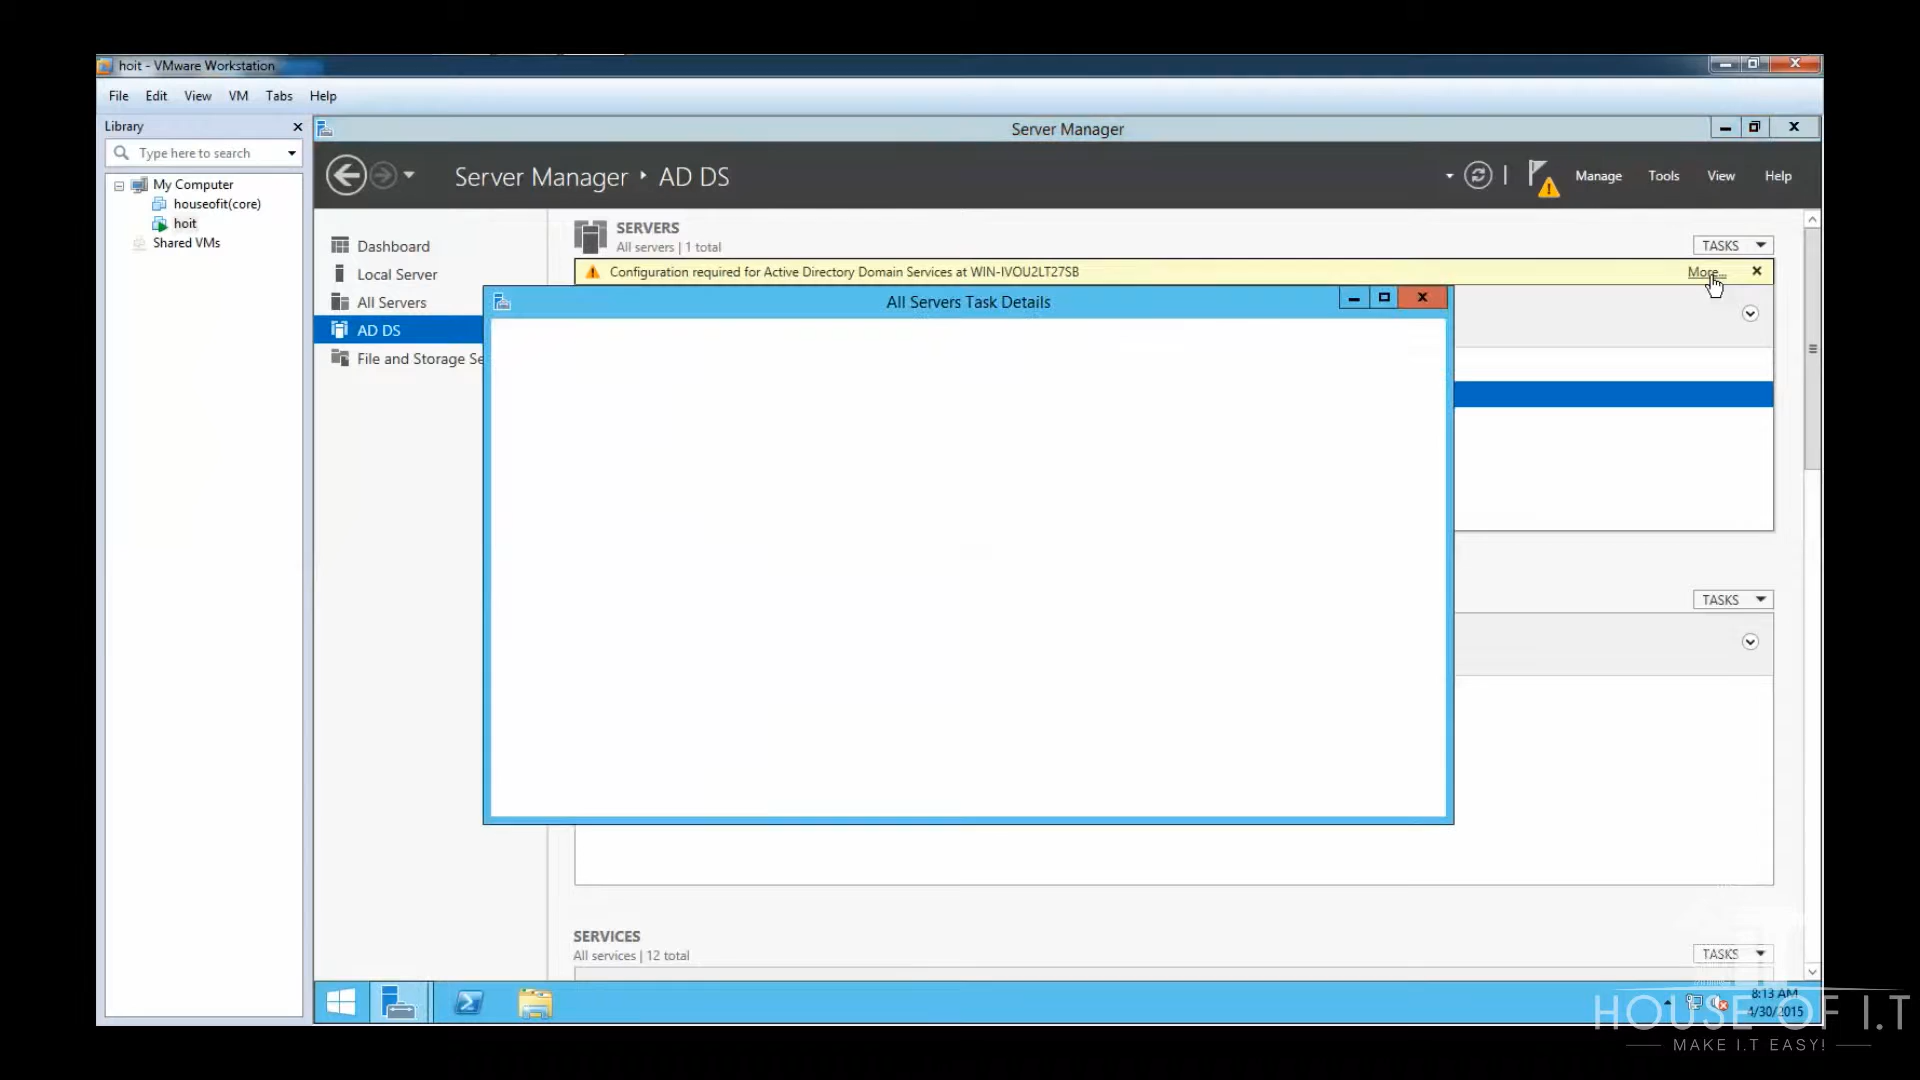 hoit - VMware Workstation
File Edit View VM Tabs Help
Library
Type here to search
My Computer
houseofit(core)
hoit
Shared VMs
Server Manager
Server Manager AD DS
Manage Tools View Help
Dashboard
Local Server
All Servers
AD DS
File and Storage Se
SERVERS
All servers | 1 total
TASKS
Configuration required for Active Directory Domain Services at WIN-IVOU2LT27SB
More...
All Servers Task Details
TASKS
SERVICES
All services | 12 total
TASKS
8:13 AM
4/30/2015
HOUSE OF I.T
MAKE I.T EASY!